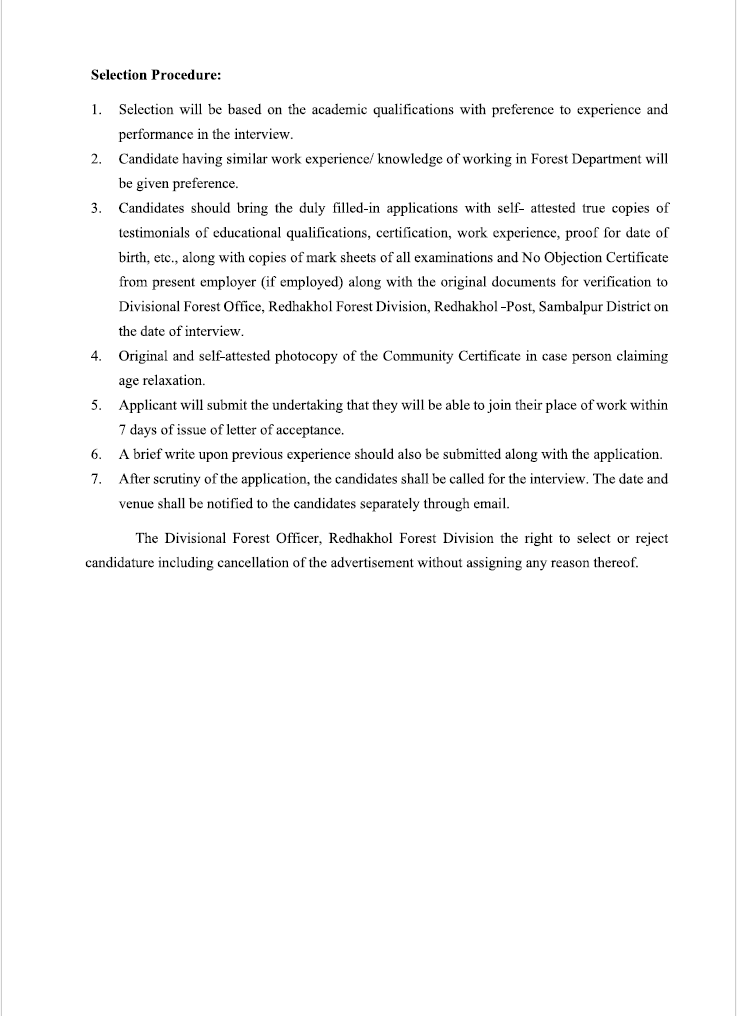 Selection Procedure:
1. Selection will be based on the academic qualifications with preference to experience and
performance in the interview.
2. Candidate having similar work experience/ knowledge of working in Forest Department will
be given preference.
3. Candidates should bring the duly filled-in applications with self- attested true copies of
testimonials of educational qualifications, certification, work experience, proof for date of
birth, etc., along with copies of mark sheets of all examinations and No Objection Certificate
from present employer (if employed) along with the original documents for verification to
Divisional Forest Office, Redhakhol Forest Division, Redhakhol -Post, Sambalpur District on
the date of interview.
4. Original and self-attested photocopy of the Community Certificate in case person claiming
age relaxation.
5. Applicant will submit the undertaking that they will be able to join their place of work within
7 days of issue of letter of acceptance.
6. A brief write upon previous experience should also be submitted along with the application.
7. After scrutiny of the application, the candidates shall be called for the interview. The date and
venue shall be notified to the candidates separately through email.
The Divisional Forest Officer, Redhakhol Forest Division the right to select or reject
candidature including cancellation of the advertisement without assigning any reason thereof.